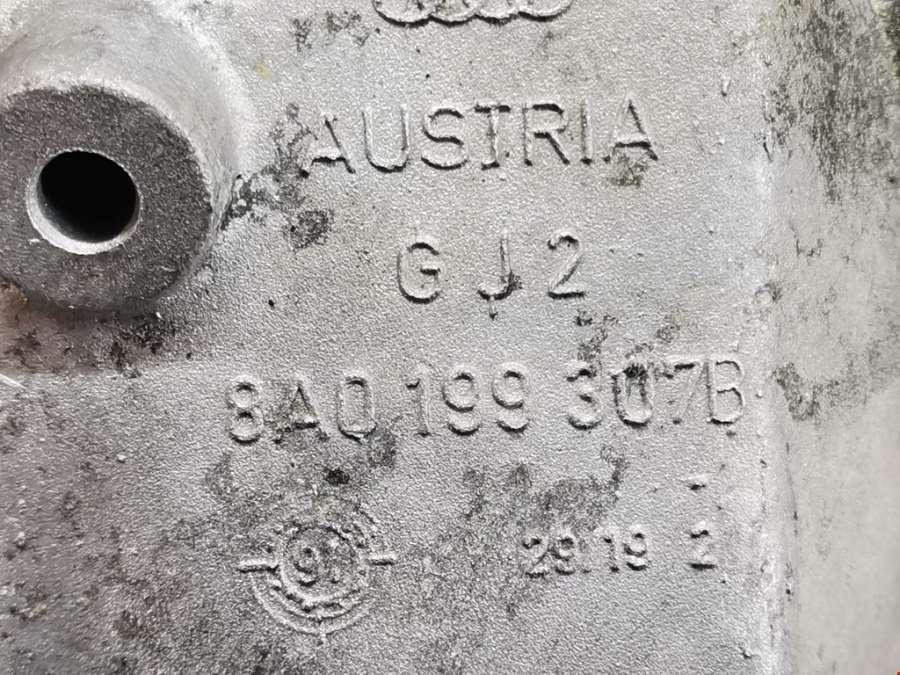 AUSTRIA
G J 2
8A0 199 307B
91
29/19 2